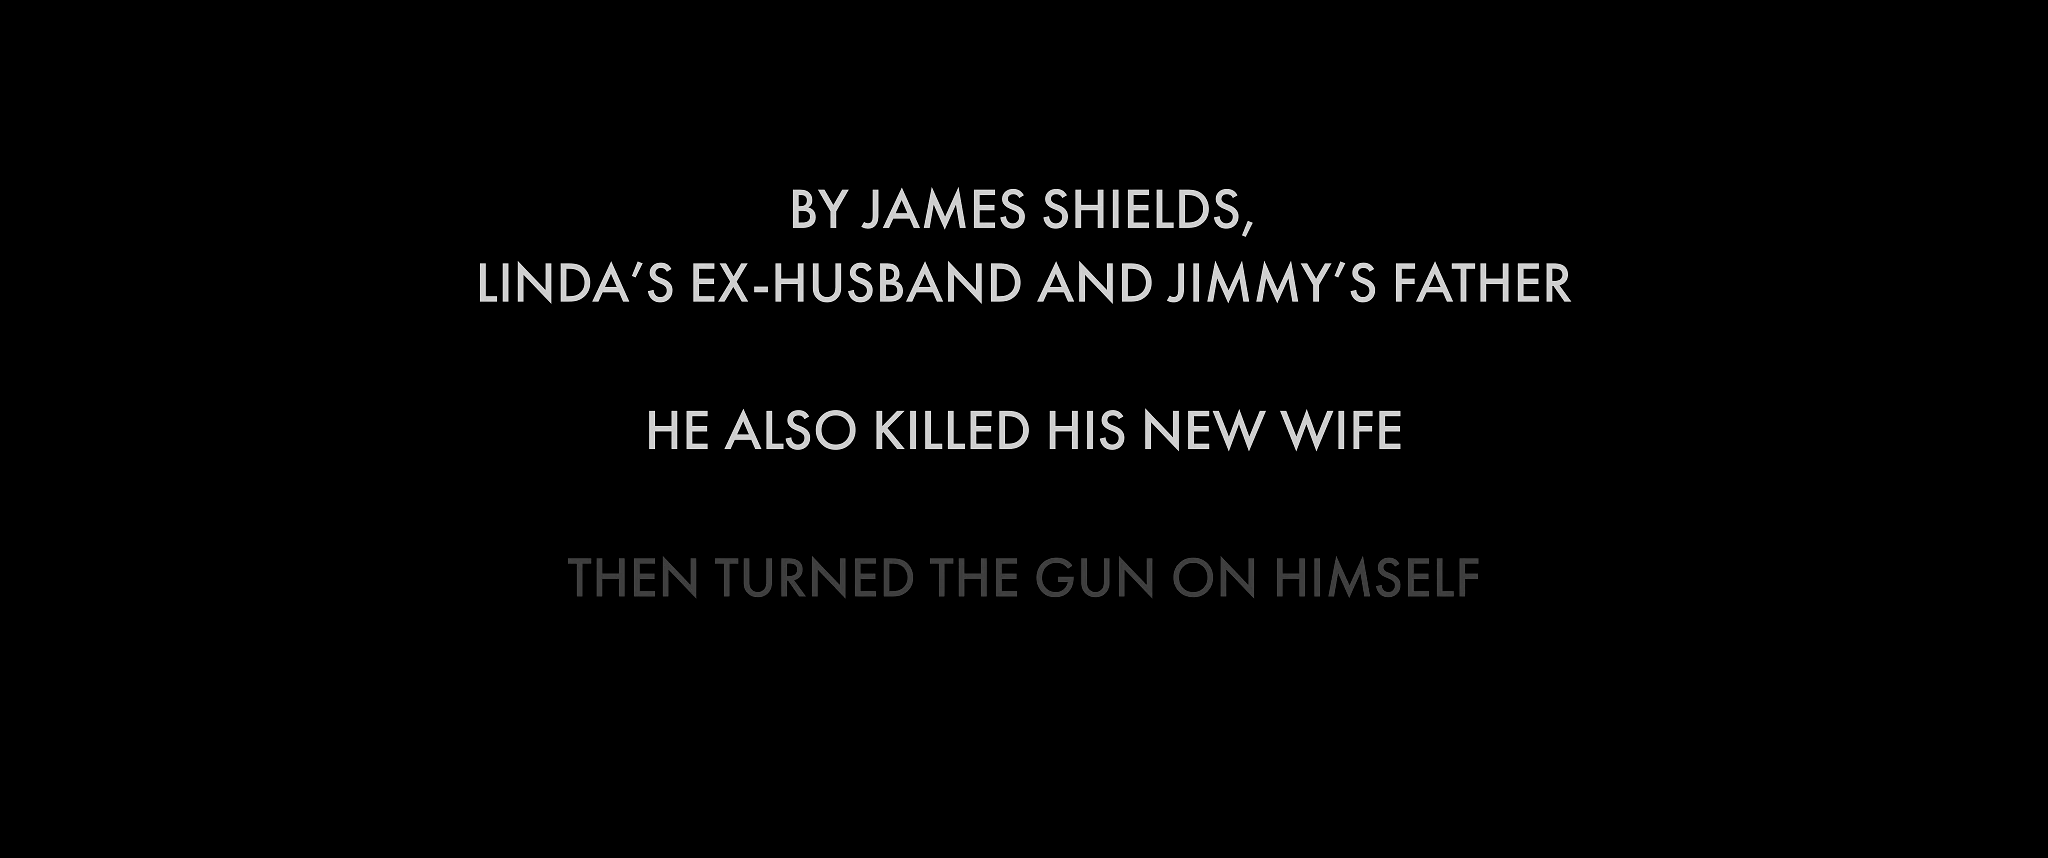 BY JAMES SHIELDS,
LINDA’S EX-HUSBAND AND JIMMY’S FATHER
HE ALSO KILLED HIS NEW WIFE
THEN TURNED THE GUN ON HIMSELF